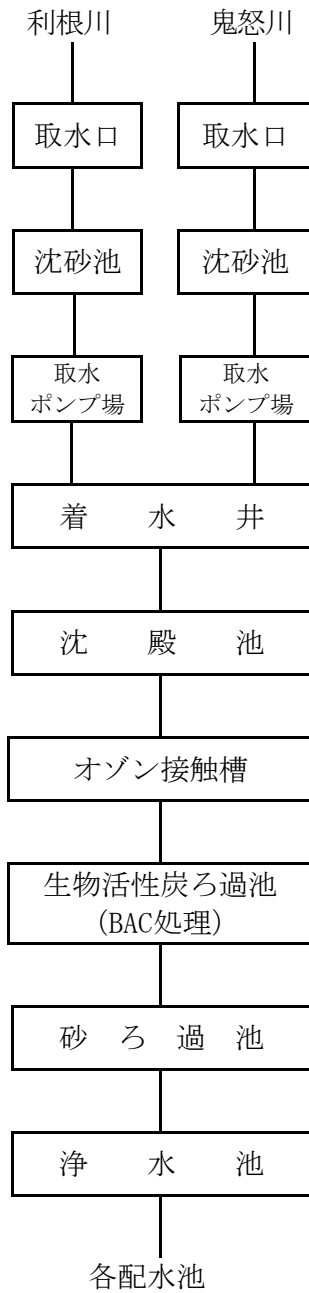 利根川 鬼怒川
取水口 取水口
沈砂池 沈砂池
取水 取水
ポンプ場 ポンプ場
着水井
沈殿池
オゾン接触槽
生物活性炭ろ過池
(BAC処理)
砂ろ過池
浄水池
各配水池